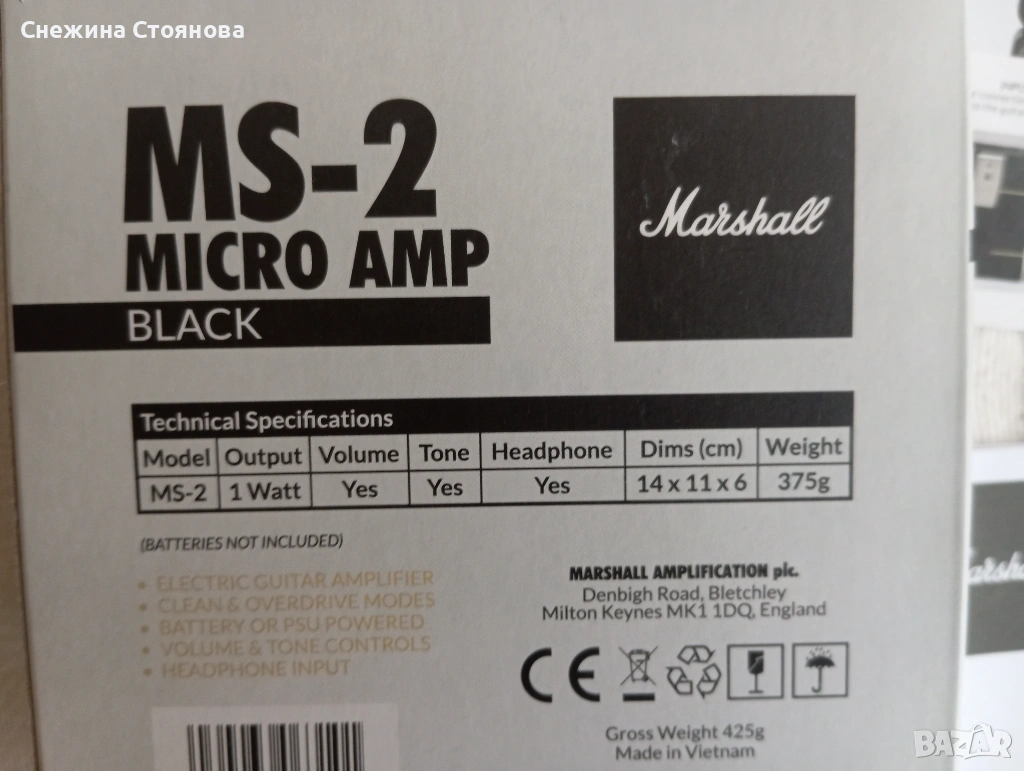 Снежина Стоянова
MS-2
MICRO AMP
BLACK
Marshall
Technical Specifications
Model Output Volume Tone Headphone Dims (cm) Weight
MS-2 1 Watt Yes Yes Yes 14 x 11 x 6 375g
(BATTERIES NOT INCLUDED)
• ELECTRIC GUITAR AMPLIFIER
• CLEAN & OVERDRIVE MODES
• BATTERY OR PSU POWERED
• VOLUME & TONE CONTROLS
• HEADPHONE INPUT
MARSHALL AMPLIFICATION plc.
Denbigh Road, Bletchley
Milton Keynes MK1 1DQ, England
CE
Gross Weight 425g
Made in Vietnam
BAZAR